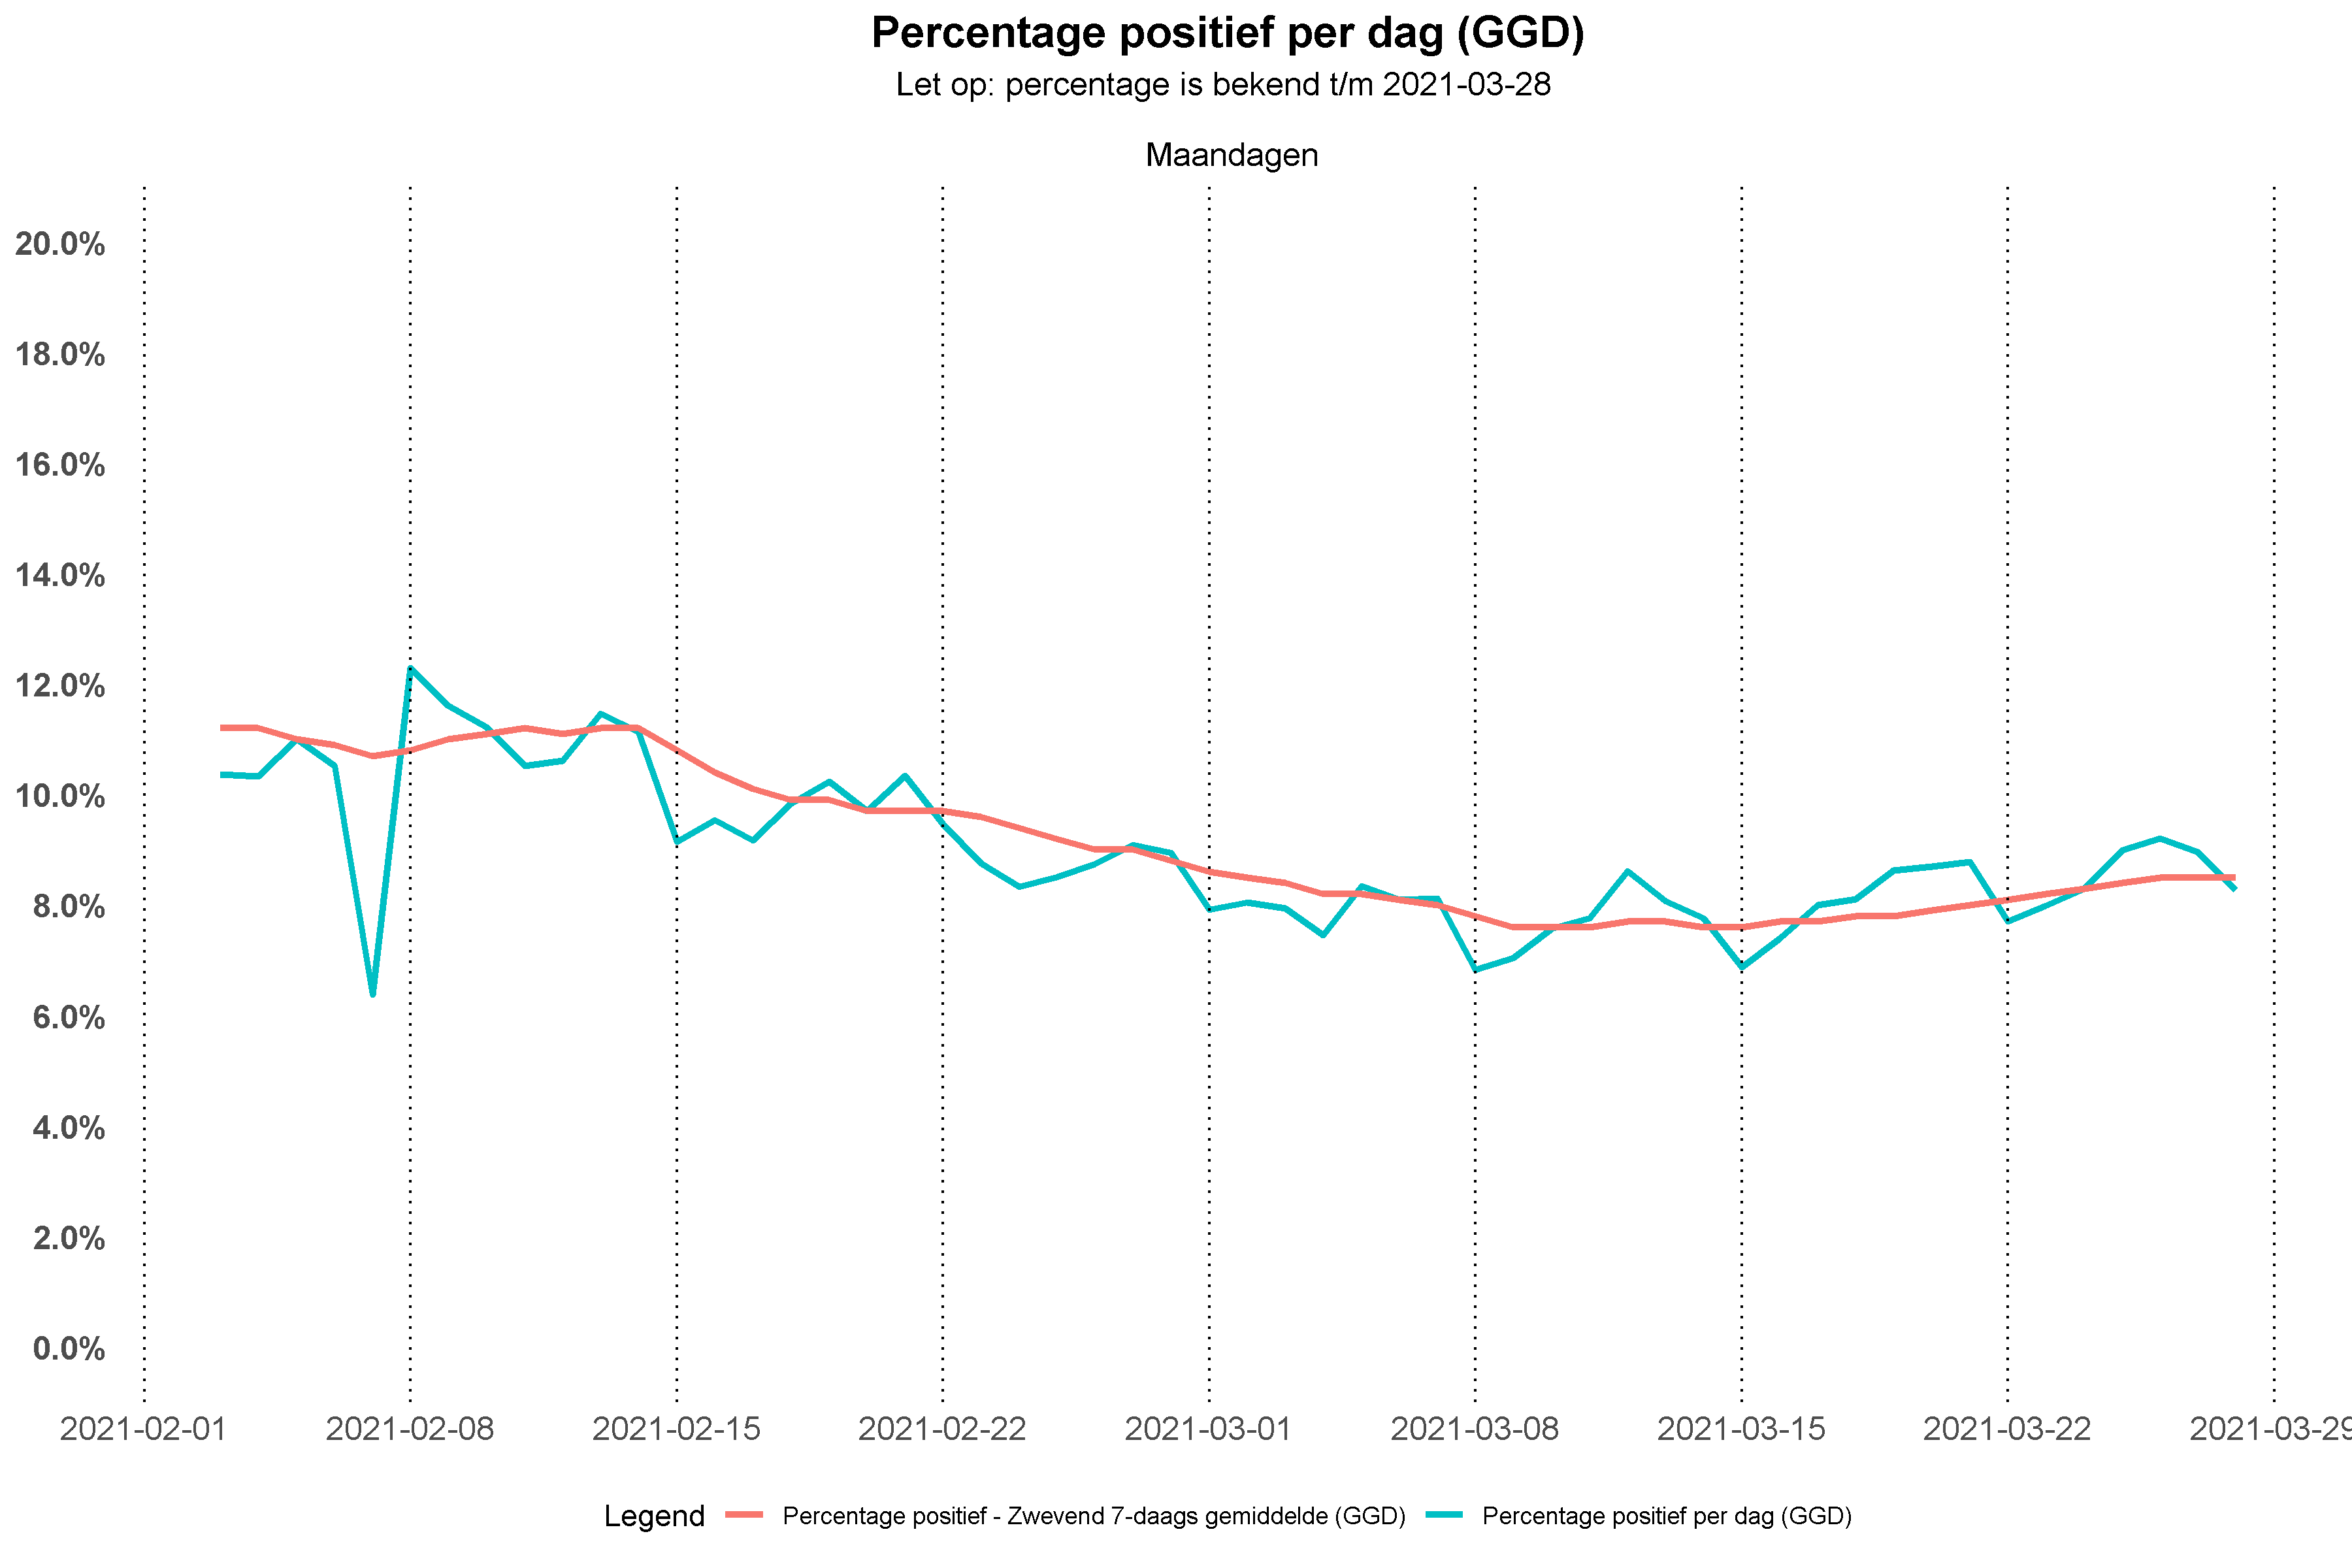 Percentage positief per dag (GGD)
Let op: percentage is bekend t/m 2021-03-28
Maandagen
20.0%
18.0%
16.0%
14.0%
12.0%
10.0%
8.0%
6.0%
4.0%
2.0%
0.0%
2021-02-01 2021-02-08 2021-02-15 2021-02-22 2021-03-01 2021-03-08 2021-03-15 2021-03-22 2021-03-29
Legend Percentage positief - Zwevend 7-daags gemiddelde (GGD) Percentage positief per dag (GGD)